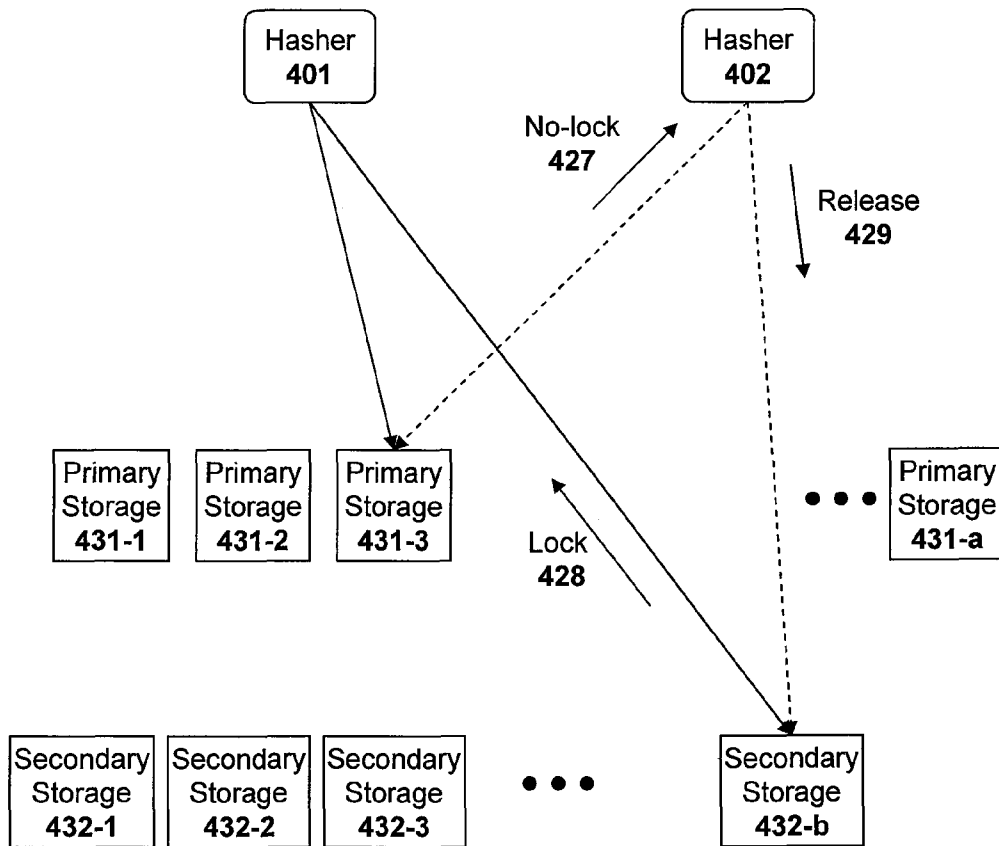 Hasher
401
Hasher
402
No-lock
427
Release
429
Primary
Storage
431-1
Primary
Storage
431-2
Primary
Storage
431-3
Primary
Storage
431-a
Lock
428
Secondary
Storage
432-1
Secondary
Storage
432-2
Secondary
Storage
432-3
Secondary
Storage
432-b